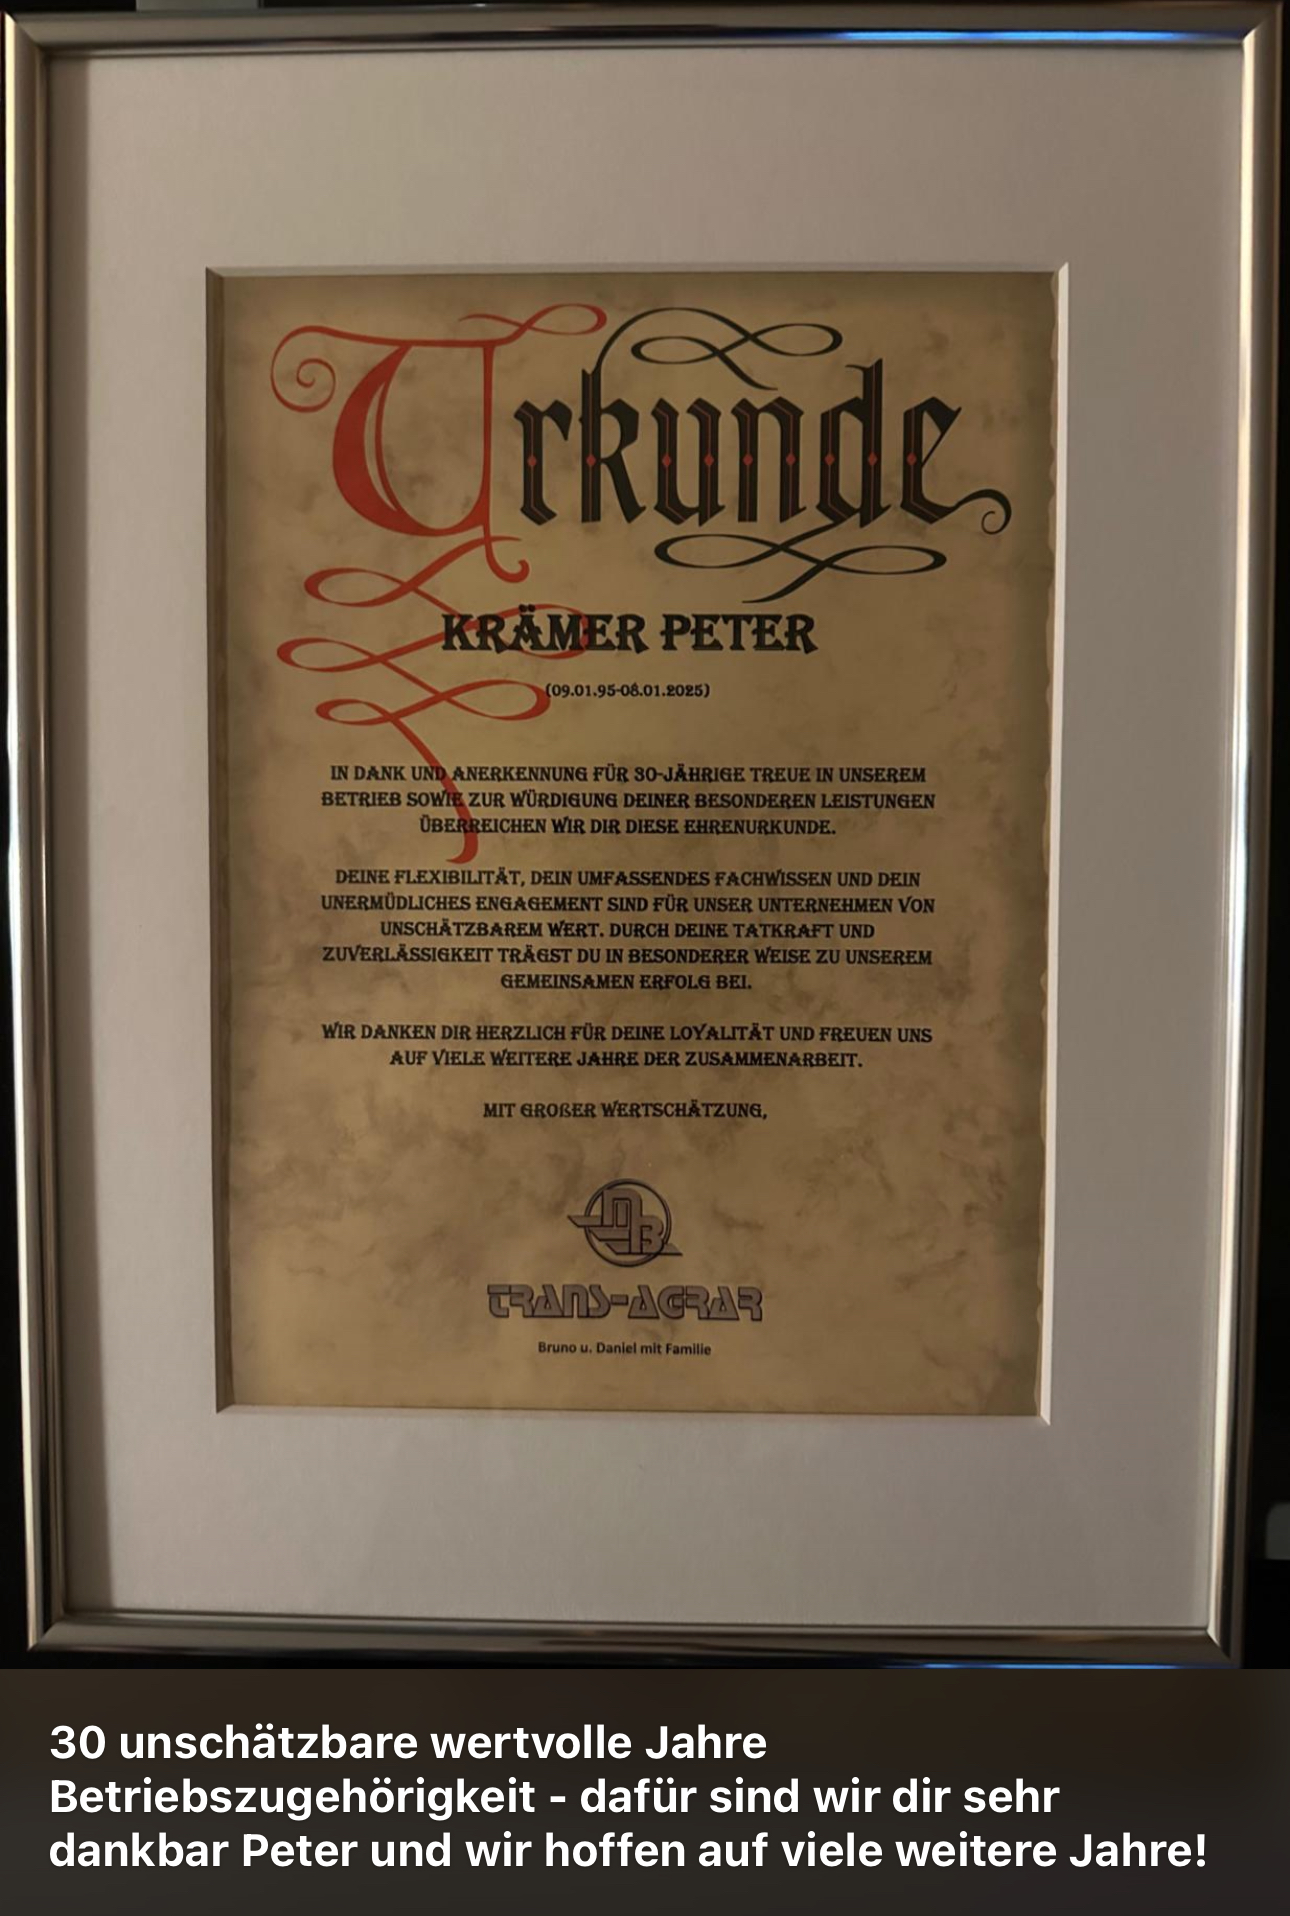 Urkunde
KRÄMER PETER
(09.01.95-08.01.2025)
IN DANK UND ANERKENNUNG FÜR 30-JÄHRIGE TREUE IN UNSEREM
BETRIEB SOWIE ZUR WÜRDIGUNG DEINER BESONDEREN LEISTUNGEN
ÜBERREICHEN WIR DIR DIESE EHRENURKUNDE.
DEINE FLEXIBILITÄT, DEIN UMFASSENDES FACHWISSEN UND DEIN
UNERMÜDLICHES ENGAGEMENT SIND FÜR UNSER UNTERNEHMEN VON
UNSCHÄTZBAREM WERT. DURCH DEINE TATKRAFT UND
ZUVERLÄSSIGKEIT TRÄGST DU IN BESONDERER WEISE ZU UNSEREM
GEMEINSAMEN ERFOLG BEI.
WIR DANKEN DIR HERZLICH FÜR DEINE LOYALITÄT UND FREUEN UNS
AUF VIELE WEITERE JAHRE DER ZUSAMMENARBEIT.
MIT GROßER WERTSCHÄTZUNG,
TRANS-AGRAR
Bruno u. Daniel mit Familie
30 unschätzbare wertvolle Jahre
Betriebszugehörigkeit - dafür sind wir dir sehr
dankbar Peter und wir hoffen auf viele weitere Jahre!